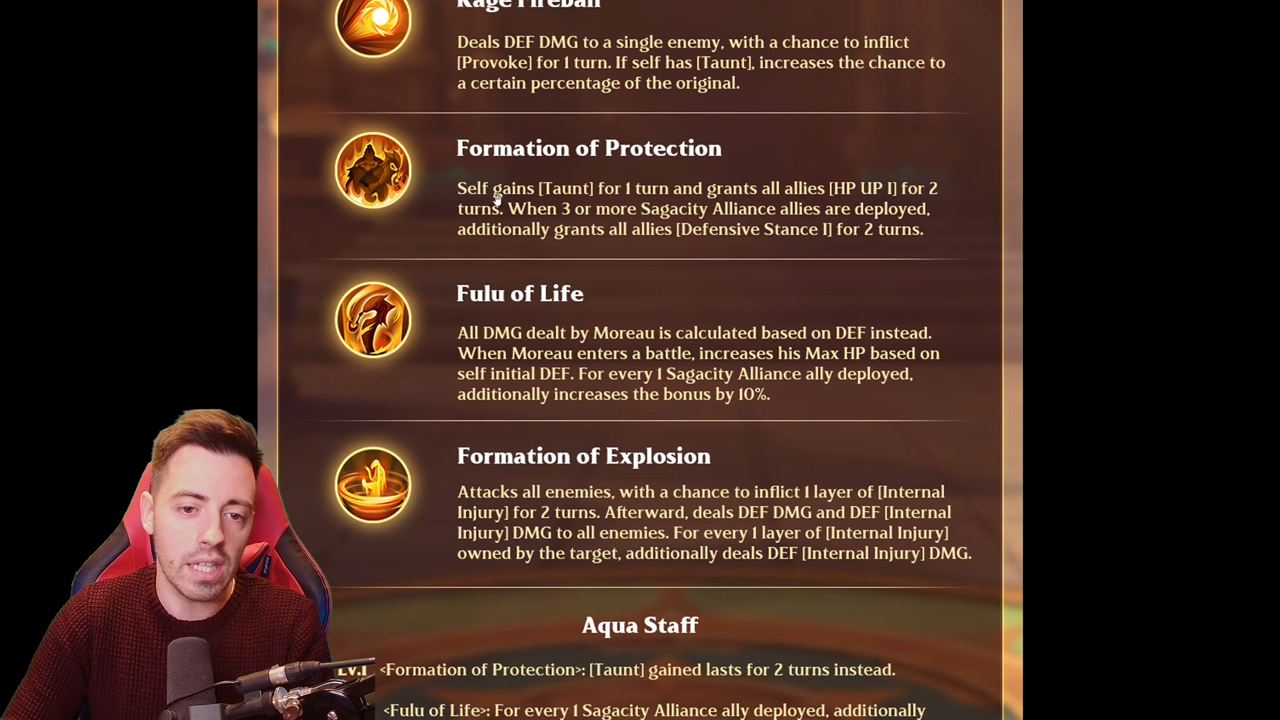 Rage Fireball
Deals DEF DMG to a single enemy, with a chance to inflict
[Provoke] for 1 turn. If self has [Taunt], increases the chance to
a certain percentage of the original.
Formation of Protection
Self gains [Taunt] for 1 turn and grants all allies [HP UP I] for 2
turns. When 3 or more Sagacity Alliance allies are deployed,
additionally grants all allies [Defensive Stance I] for 2 turns.
Fulu of Life
All DMG dealt by Moreau is calculated based on DEF instead.
When Moreau enters a battle, increases his Max HP based on
self initial DEF. For every 1 Sagacity Alliance ally deployed,
additionally increases the bonus by 10%.
Formation of Explosion
Attacks all enemies, with a chance to inflict 1 layer of [Internal
Injury] for 2 turns. Afterward, deals DEF DMG and DEF [Internal
Injury] DMG to all enemies. For every 1 layer of [Internal Injury]
owned by the target, additionally deals DEF [Internal Injury] DMG.
Aqua Staff
Lv.1 <Formation of Protection>: [Taunt] gained lasts for 2 turns instead.
<Fulu of Life>: For every 1 Sagacity Alliance ally deployed, additionally